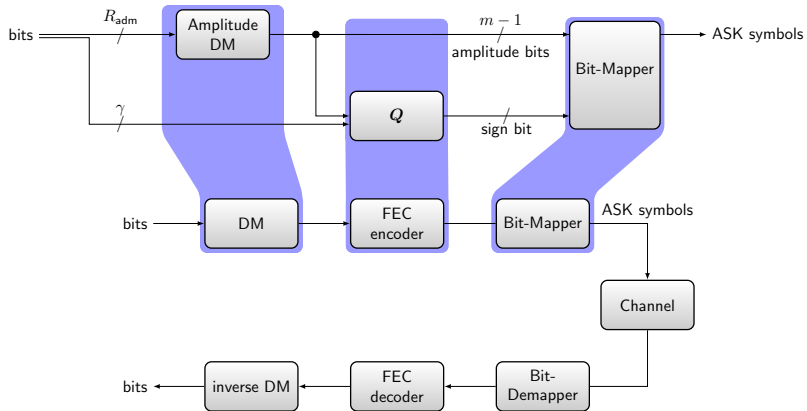 R_adm
m − 1
bits
Amplitude
DM
ASK symbols
amplitude bits
Bit-Mapper
γ
Q
sign bit
ASK symbols
bits
DM
FEC
encoder
Bit-Mapper
Channel
bits
inverse DM
FEC
decoder
Bit-
Demapper